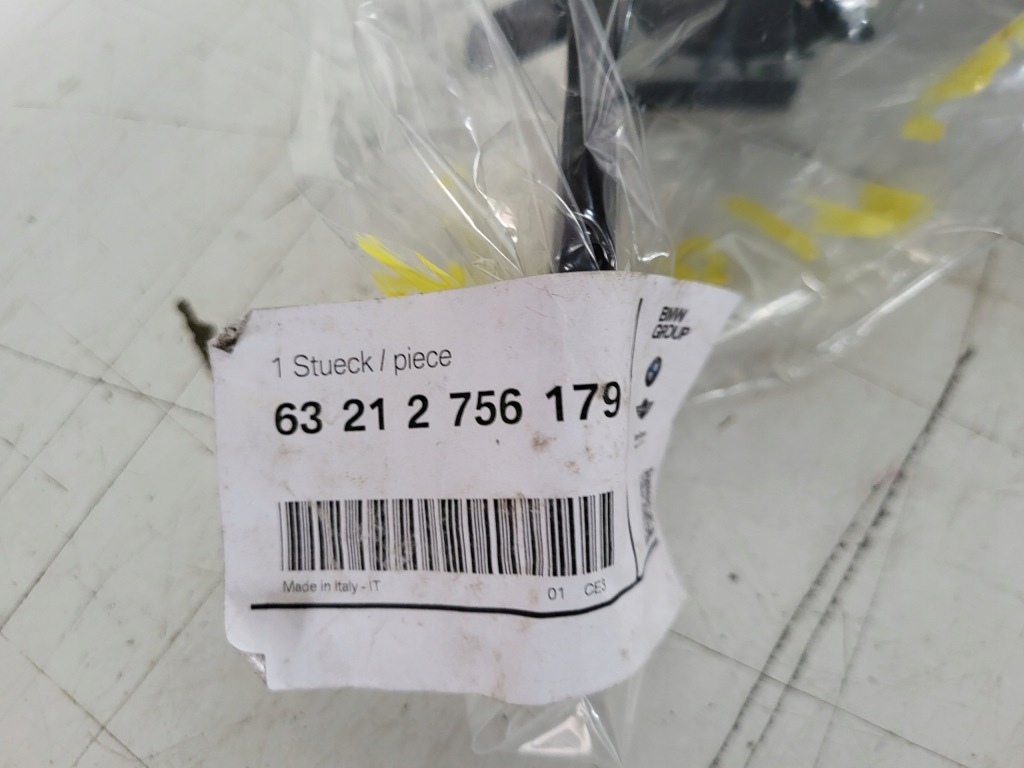 1 Stueck / piece
63 21 2 756 179
Made in Italy - IT
01 CE3
BMW
GROUP